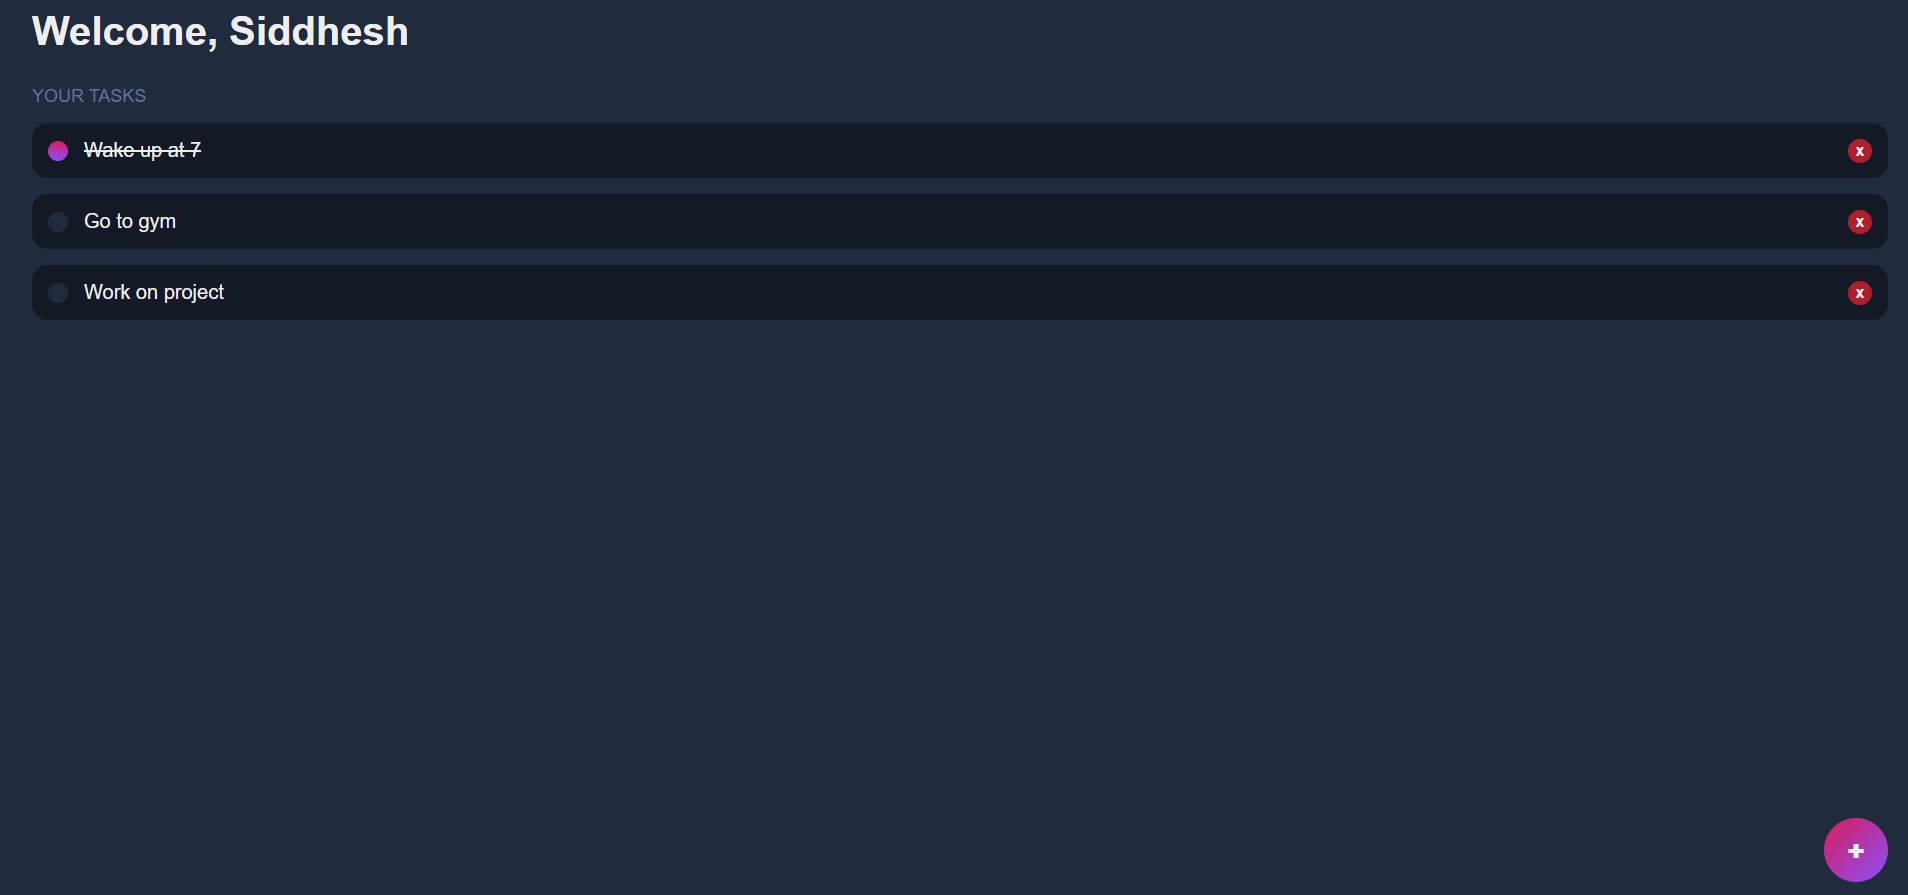 Welcome, Siddhesh
YOUR TASKS
Wake up at 7
x
Go to gym
x
Work on project
x
+